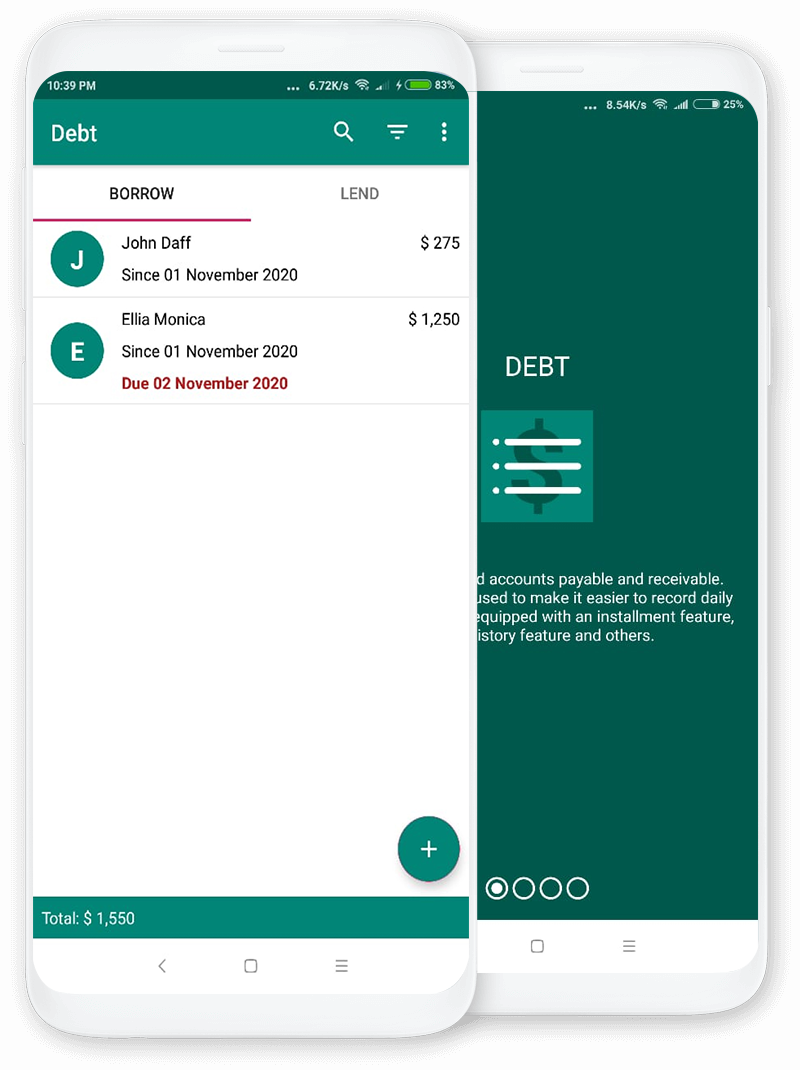 10:39 PM
... 6.72K/s 83%
Debt
BORROW
LEND
J
John Daff
$ 275
Since 01 November 2020
E
Ellia Monica
$ 1,250
Since 01 November 2020
Due 02 November 2020
+
Total: $ 1,550
... 8.54K/s 25%
DEBT
$
accounts payable and receivable.
used to make it easier to record daily
equipped with an installment feature,
feature and others.